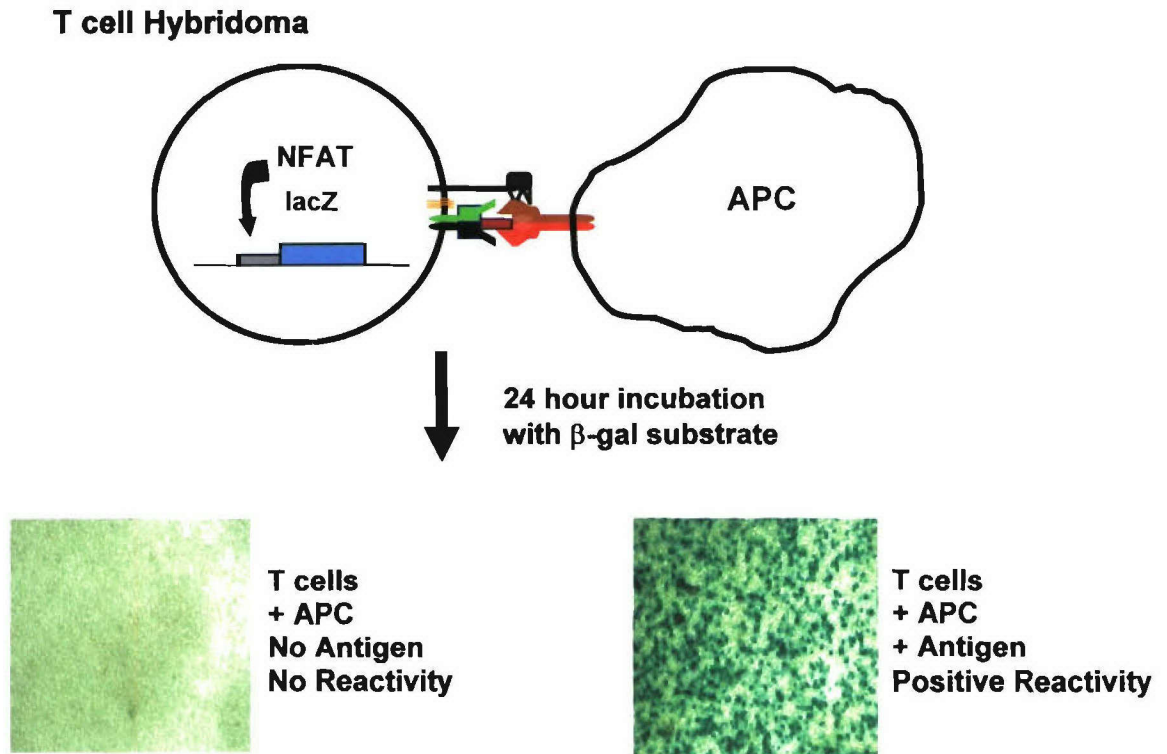 T cell Hybridoma
NFAT
lacZ
APC
24 hour incubation
with β-gal substrate
T cells
+ APC
No Antigen
No Reactivity
T cells
+ APC
+ Antigen
Positive Reactivity